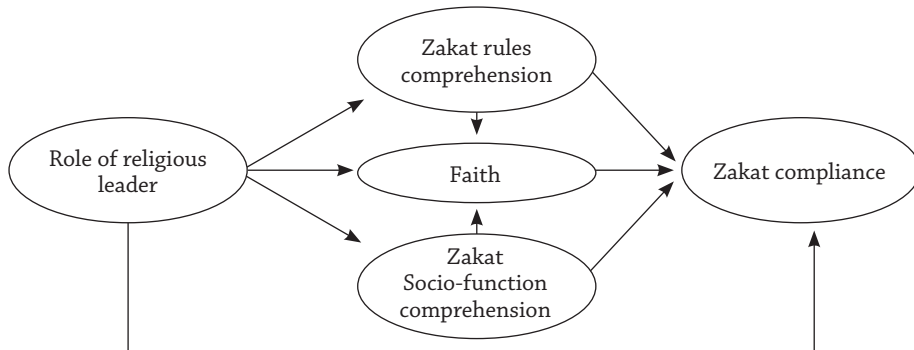 Zakat rules
comprehension
Role of religious
leader
Faith
Zakat compliance
Zakat
Socio-function
comprehension